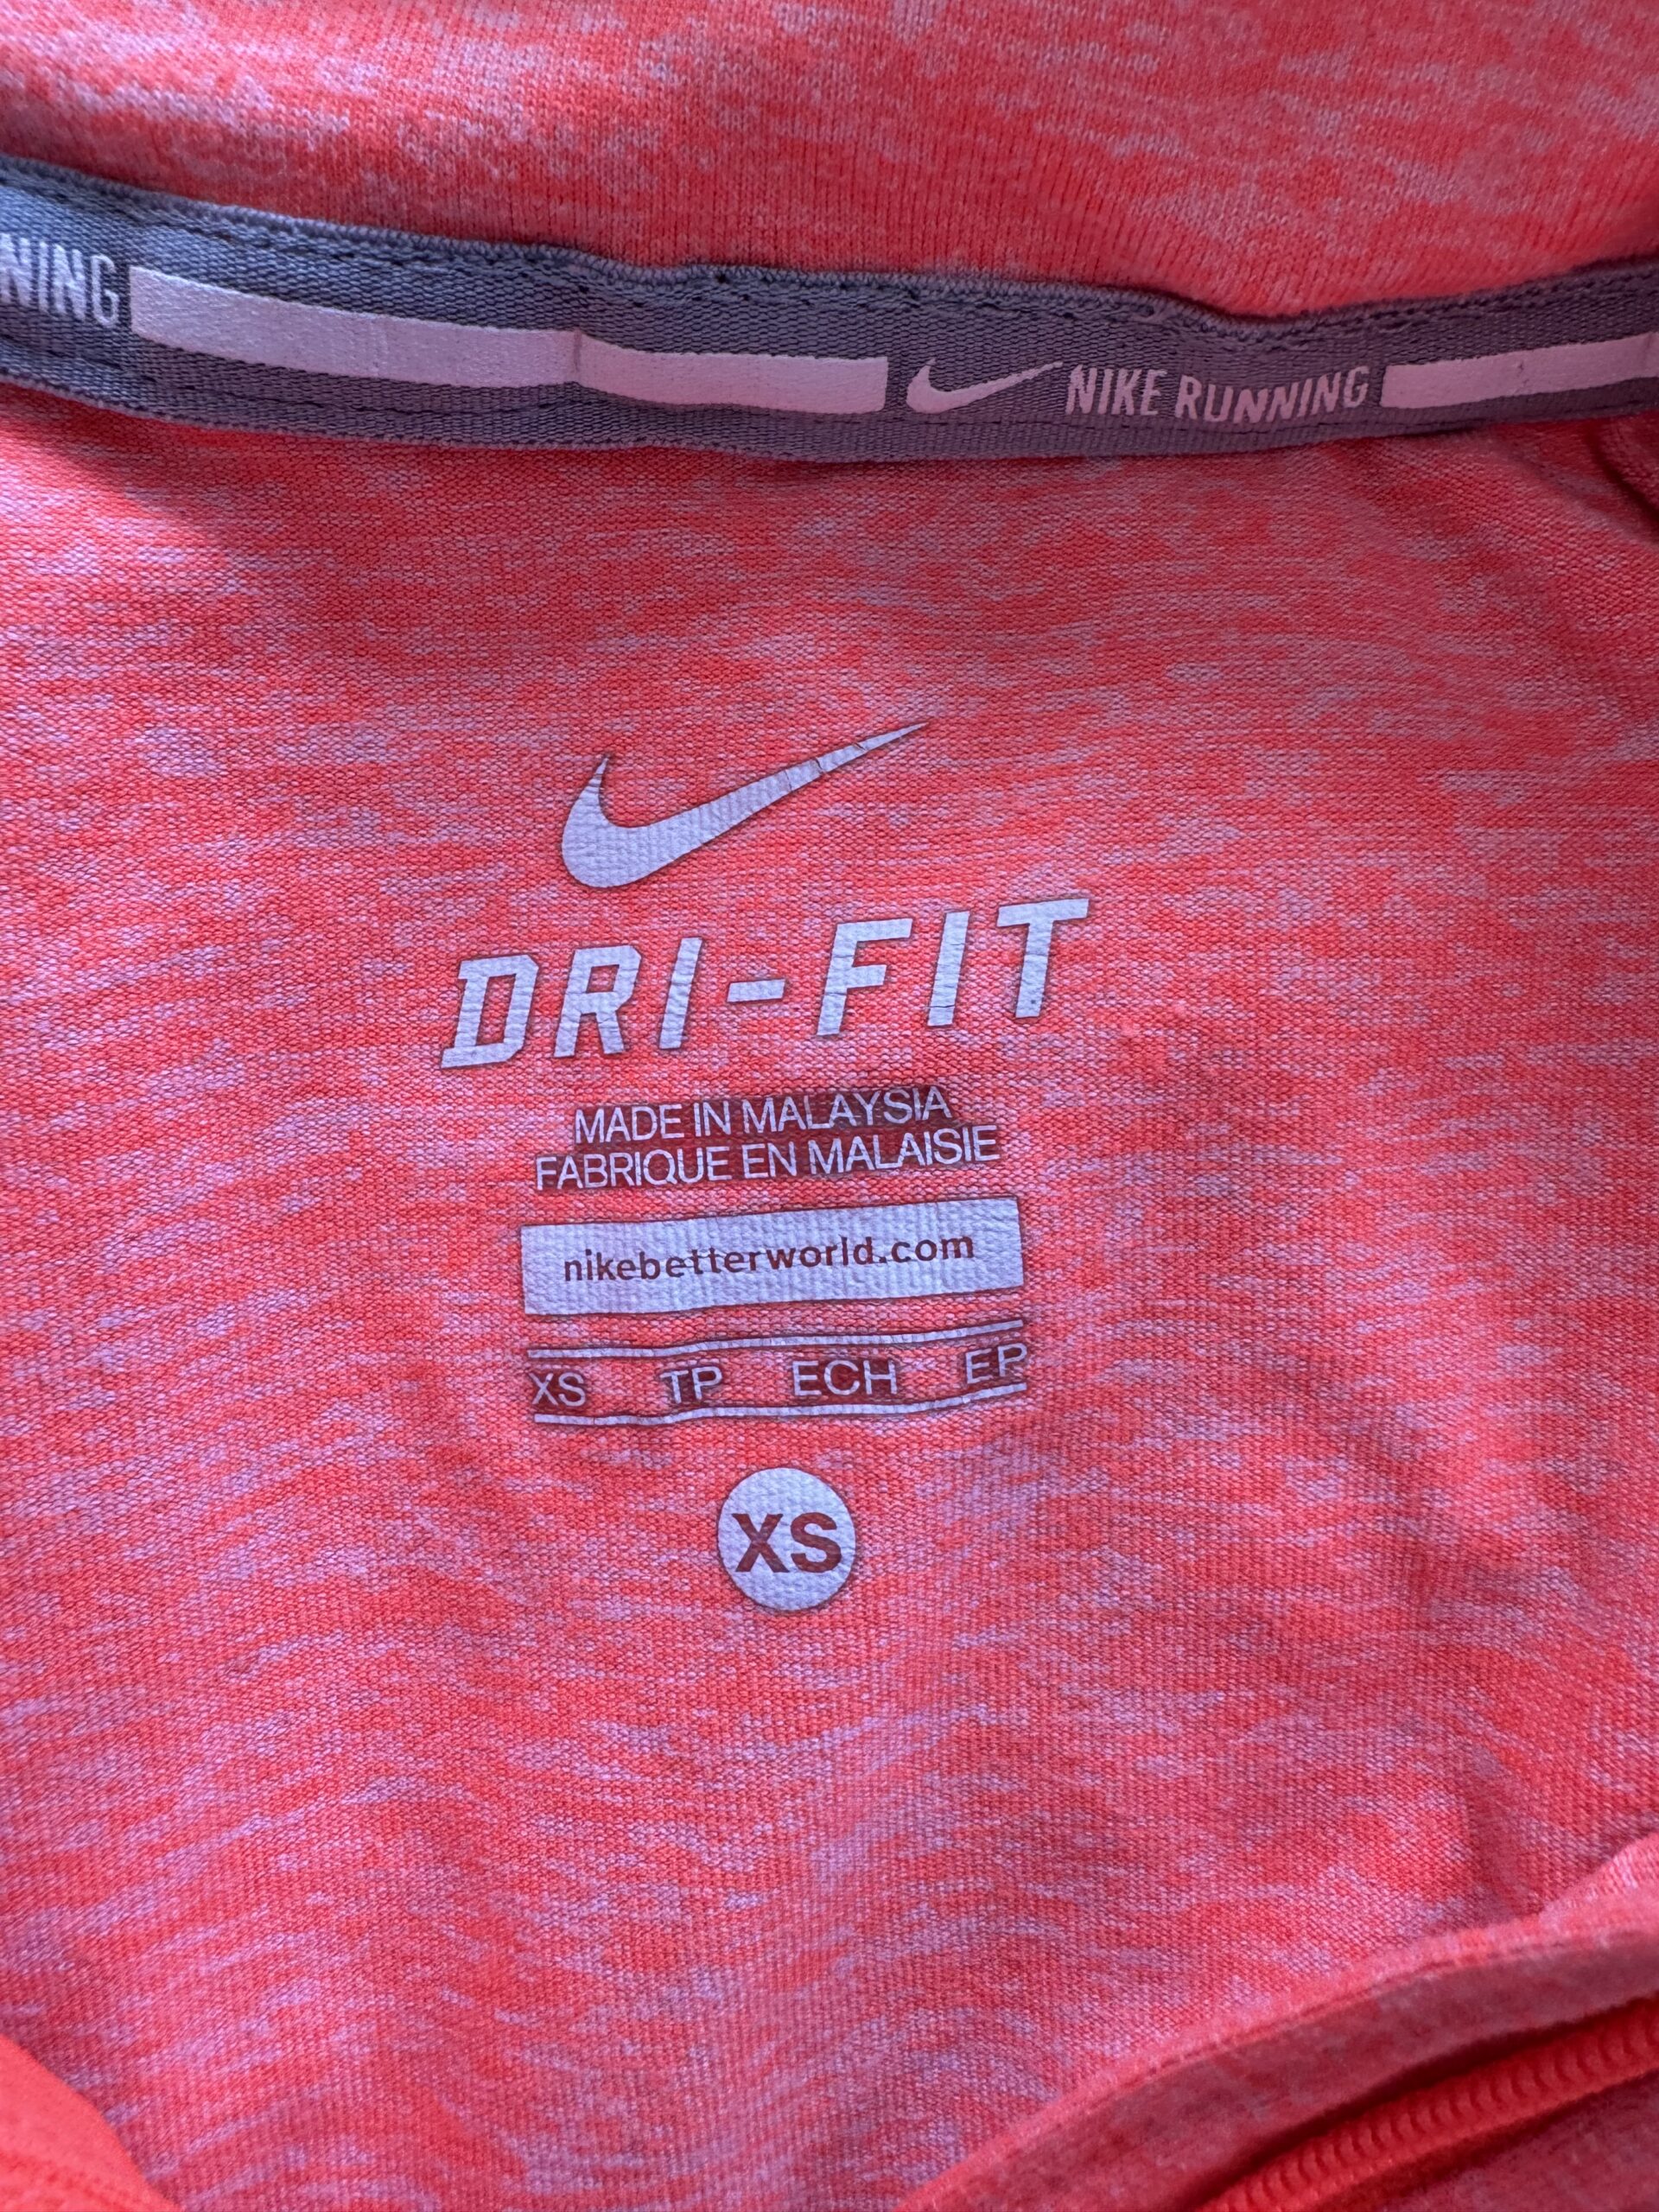 NING NIKE RUNNING
DRI-FIT
MADE IN MALAYSIA
FABRIQUE EN MALAISIE
nikebetterworld.com
XS TP ECH EP
XS